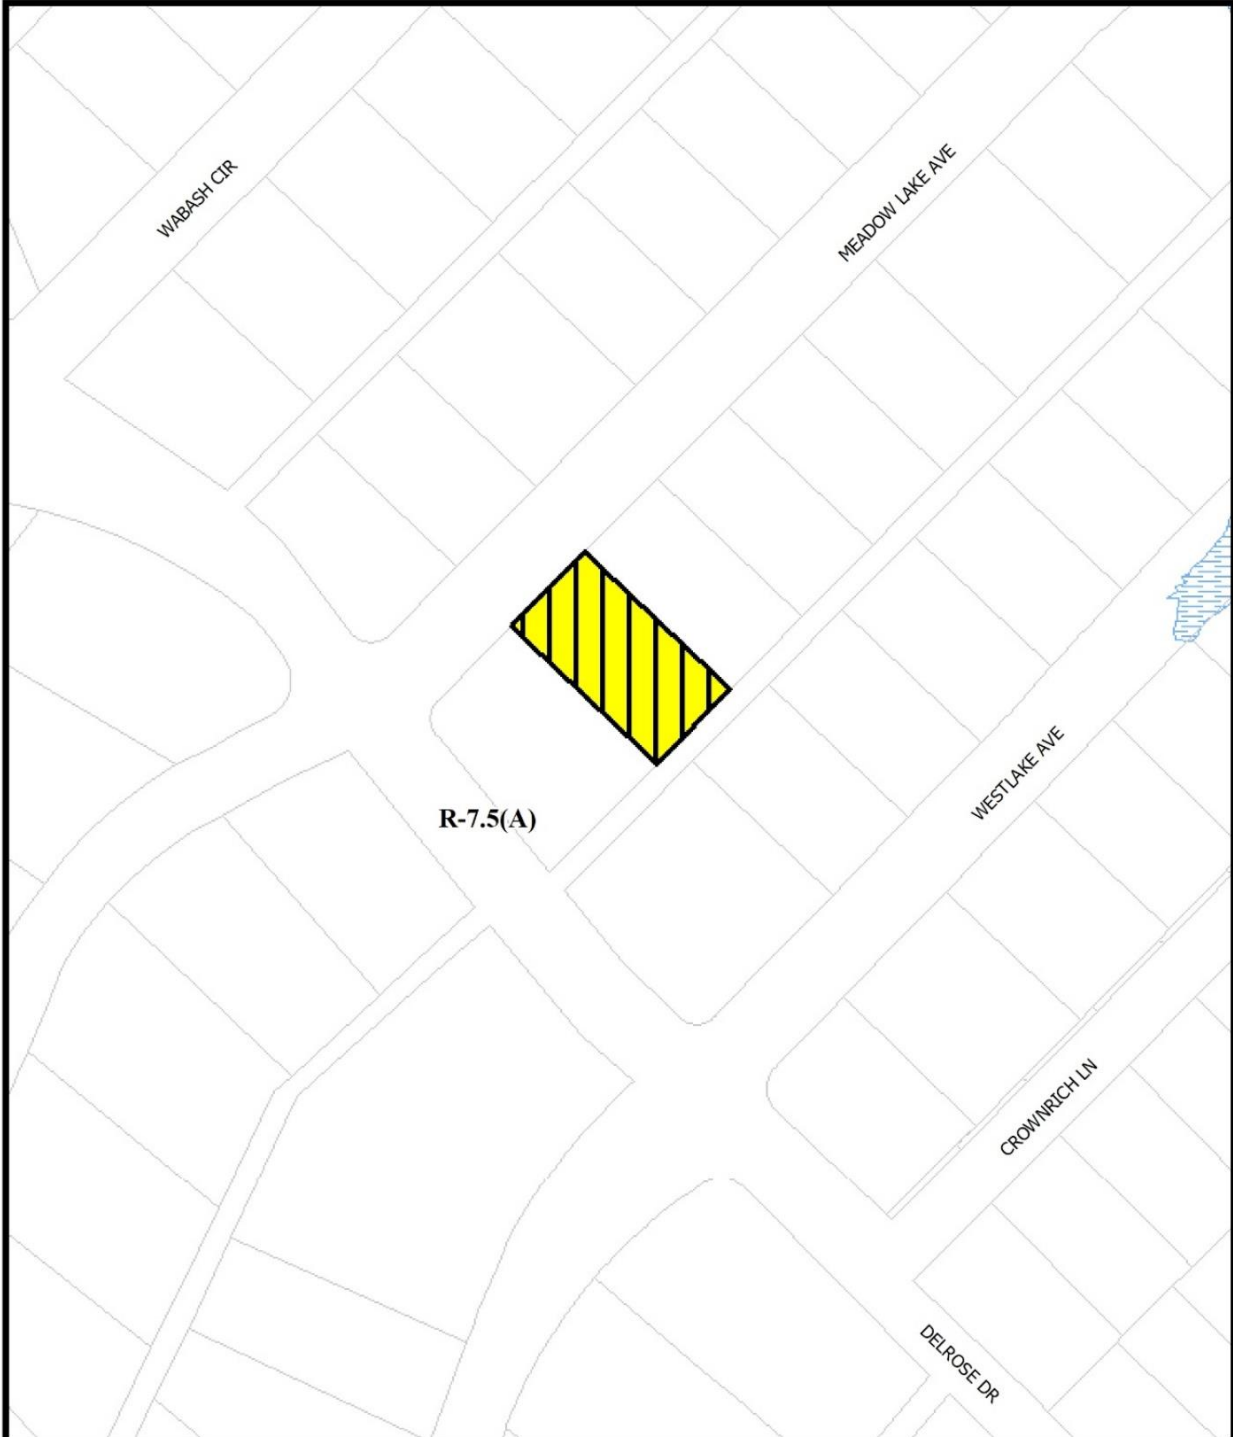 WABASH CIR
MEADOW LAKE AVE
WESTLAKE AVE
R-7.5(A)
CROWNRICH LN
DELROSE DR